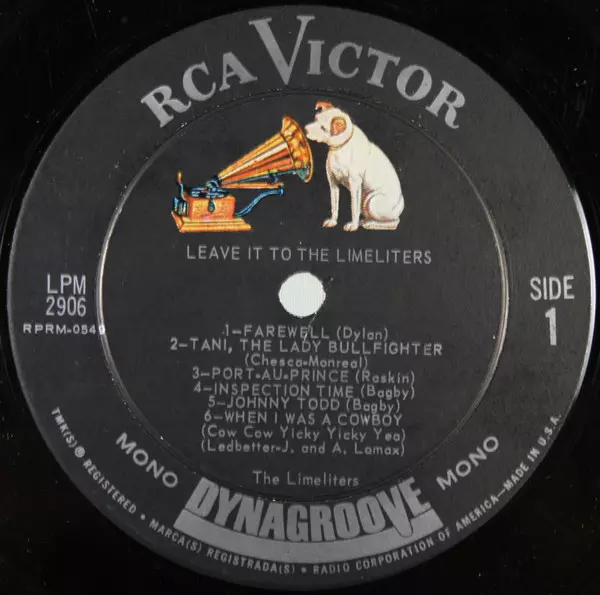 RCA VICTOR
LEAVE IT TO THE LIMELITERS
LPM
2906
RPRM-0549
SIDE
1
1-FAREWELL (Dylan)
2-TANI, THE LADY BULLFIGHTER
(Chesca-Monreal)
3-PORT-AU-PRINCE (Raskin)
4-INSPECTION TIME (Bagby)
5-JOHNNY TODD (Bagby)
6-WHEN I WAS A COWBOY
(Cow Cow Yicky Yicky Yea)
(Ledbetter-J. and A. Lomax)
The Limeliters
MONO
DYNAGROOVE
MONO
TMK(S)® REGISTERED • MARCA(S) REGISTRADA(S) • RADIO CORPORATION OF AMERICA—MADE IN U.S.A.